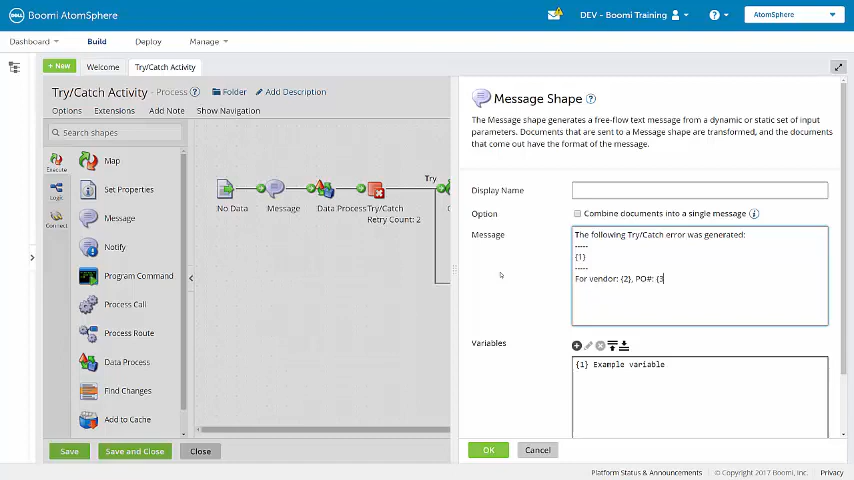 DELL Boomi AtomSphere
DEV - Boomi Training
AtomSphere
Dashboard
Build
Deploy
Manage
+ New
Welcome
Try/Catch Activity
Try/Catch Activity - Process
Folder
Add Description
Options
Extensions
Add Note
Show Navigation
Search shapes
Execute
Logic
Connect
Map
Set Properties
Message
Notify
Program Command
Process Call
Process Route
Data Process
Find Changes
Add to Cache
Try
No Data
Message
Data Process
Try/Catch
Retry Count: 2
Save
Save and Close
Close
Message Shape
The Message shape generates a free-flow text message from a dynamic or static set of input
parameters. Documents that are sent to a Message shape are transformed, and the documents
that come out have the format of the message.
Display Name
Option
Combine documents into a single message
Message
The following Try/Catch error was generated:
-----
{1}
-----
For vendor: {2}, PO#: {3
Variables
{1} Example variable
OK
Cancel
Platform Status & Announcements
© Copyright 2017 Boomi, Inc.
Privacy